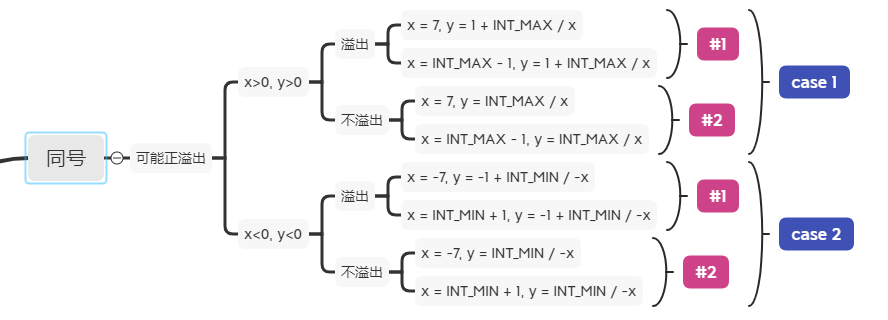 同号
可能正溢出
x>0, y>0
溢出
x = 7, y = 1 + INT_MAX / x
x = INT_MAX - 1, y = 1 + INT_MAX / x
#1
不溢出
x = 7, y = INT_MAX / x
x = INT_MAX - 1, y = INT_MAX / x
#2
case 1
x<0, y<0
溢出
x = -7, y = -1 + INT_MIN / -x
x = INT_MIN + 1, y = -1 + INT_MIN / -x
#1
不溢出
x = -7, y = INT_MIN / -x
x = INT_MIN + 1, y = INT_MIN / -x
#2
case 2